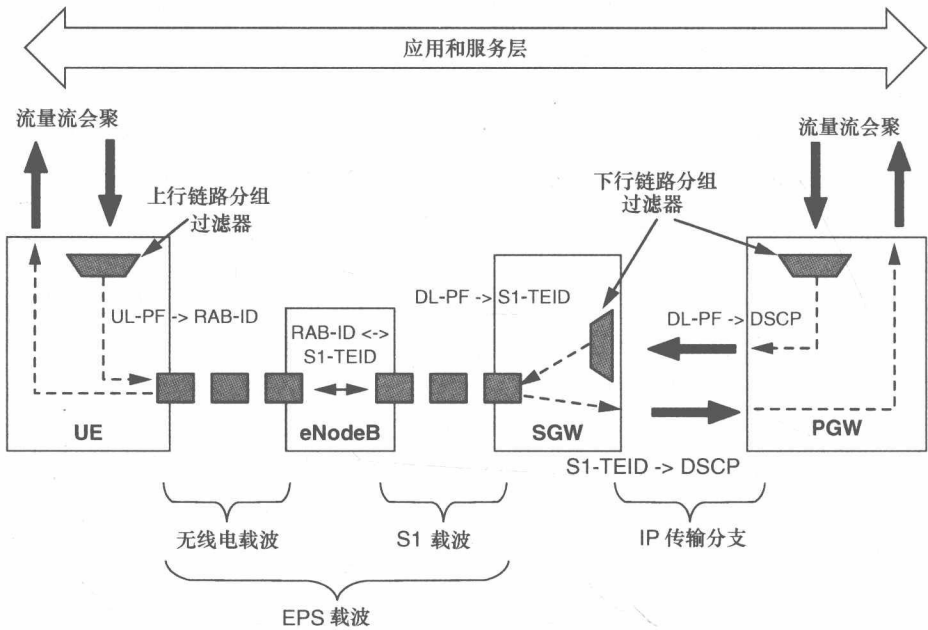 应用和服务层
流量流会聚
流量流会聚
上行链路分组
过滤器
下行链路分组
过滤器
UL-PF -> RAB-ID
RAB-ID <->
S1-TEID
DL-PF -> S1-TEID
DL-PF -> DSCP
UE
eNodeB
SGW
PGW
S1-TEID -> DSCP
无线电载波
S1 载波
IP 传输分支
EPS 载波